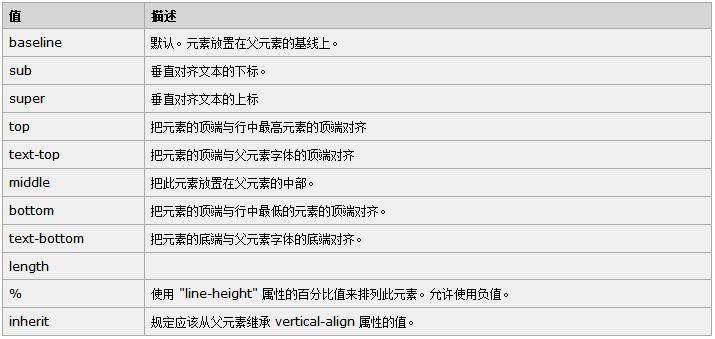 值 描述
baseline 默认。元素放置在父元素的基线上。
sub 垂直对齐文本的下标。
super 垂直对齐文本的上标
top 把元素的顶端与行中最高元素的顶端对齐
text-top 把元素的顶端与父元素字体的顶端对齐
middle 把此元素放置在父元素的中部。
bottom 把元素的顶端与行中最低的元素的顶端对齐。
text-bottom 把元素的底端与父元素字体的底端对齐。
length
% 使用 "line-height" 属性的百分比值来排列此元素。允许使用负值。
inherit 规定应该从父元素继承 vertical-align 属性的值。